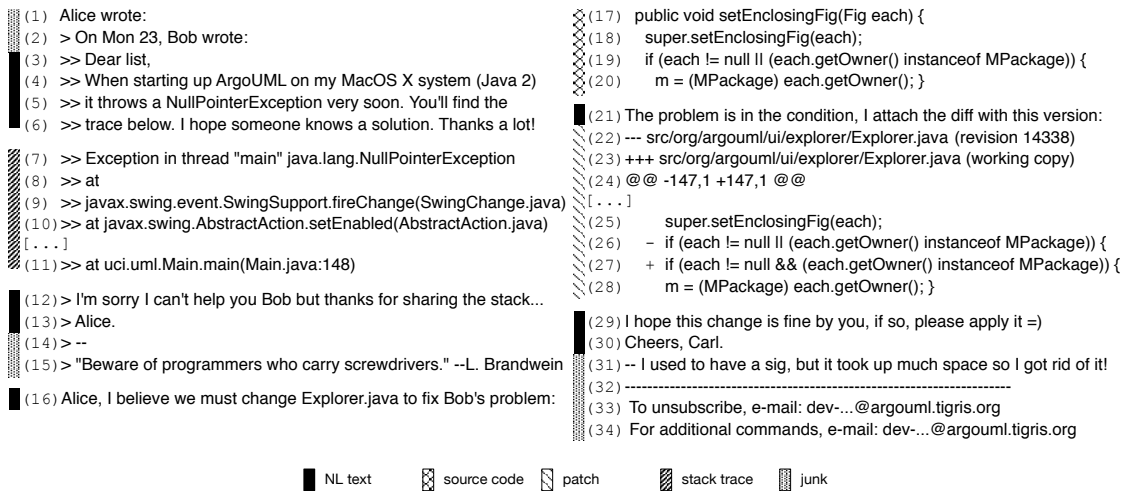 (1) Alice wrote:
(2) > On Mon 23, Bob wrote:
(3) >> Dear list,
(4) >> When starting up ArgoUML on my MacOS X system (Java 2)
(5) >> it throws a NullPointerException very soon. You'll find the
(6) >> trace below. I hope someone knows a solution. Thanks a lot!
(7) >> Exception in thread "main" java.lang.NullPointerException
(8) >> at
(9) >> javax.swing.event.SwingSupport.fireChange(SwingChange.java)
(10)>> at javax.swing.AbstractAction.setEnabled(AbstractAction.java)
[...]
(11)>> at uci.uml.Main.main(Main.java:148)
(12)> I'm sorry I can't help you Bob but thanks for sharing the stack...
(13)> Alice.
(14)> --
(15)> "Beware of programmers who carry screwdrivers." --L. Brandwein
(16) Alice, I believe we must change Explorer.java to fix Bob's problem:
(17) public void setEnclosingFig(Fig each) {
(18) super.setEnclosingFig(each);
(19) if (each != null || (each.getOwner() instanceof MPackage)) {
(20) m = (MPackage) each.getOwner(); }
(21) The problem is in the condition, I attach the diff with this version:
(22) --- src/org/argouml/ui/explorer/Explorer.java (revision 14338)
(23) +++ src/org/argouml/ui/explorer/Explorer.java (working copy)
(24) @@ -147,1 +147,1 @@
[...]
(25) super.setEnclosingFig(each);
(26) - if (each != null || (each.getOwner() instanceof MPackage)) {
(27) + if (each != null && (each.getOwner() instanceof MPackage)) {
(28) m = (MPackage) each.getOwner(); }
(29) I hope this change is fine by you, if so, please apply it =)
(30) Cheers, Carl.
(31) -- I used to have a sig, but it took up much space so I got rid of it!
(32) -----------------------------------------------------------------------
(33) To unsubscribe, e-mail: dev-...@argouml.tigris.org
(34) For additional commands, e-mail: dev-...@argouml.tigris.org
NL text source code patch stack trace junk